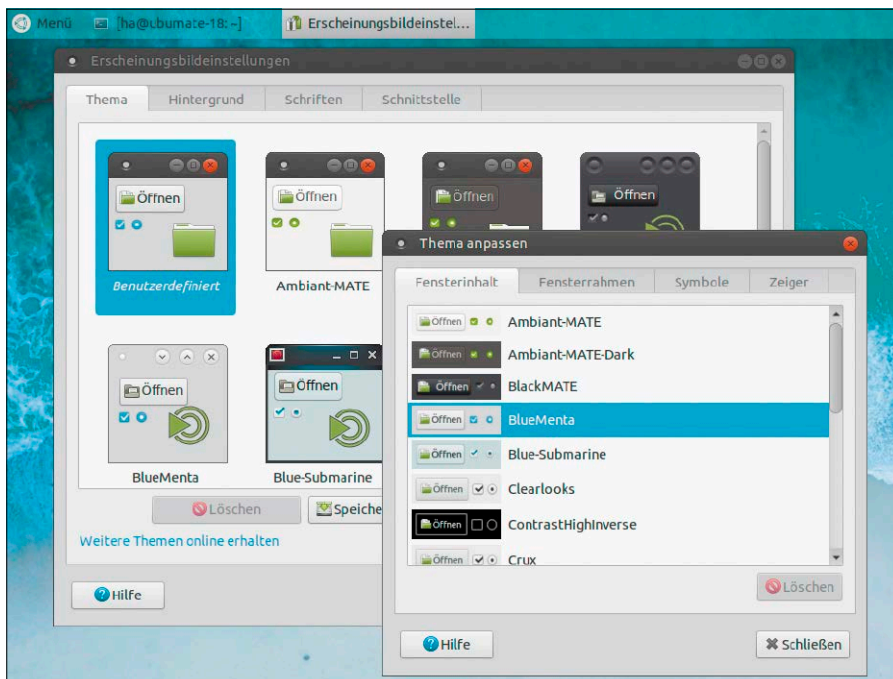 Menü [ha@ubumate-18: ~] Erscheinungsbildeinstel...
Erscheinungsbildeinstellungen
Thema Hintergrund Schriften Schnittstelle
Öffnen Öffnen Öffnen Öffnen
Benutzerdefiniert Ambiant-MATE
Öffnen Öffnen
BlueMenta Blue-Submarine
Löschen Speiche
Weitere Themen online erhalten
Hilfe
Thema anpassen
Fensterinhalt Fensterrahmen Symbole Zeiger
Öffnen Ambiant-MATE
Öffnen Ambiant-MATE-Dark
Öffnen BlackMATE
Öffnen BlueMenta
Öffnen Blue-Submarine
Öffnen Clearlooks
Öffnen ContrastHighInverse
Öffnen Crux
Löschen
Hilfe Schließen